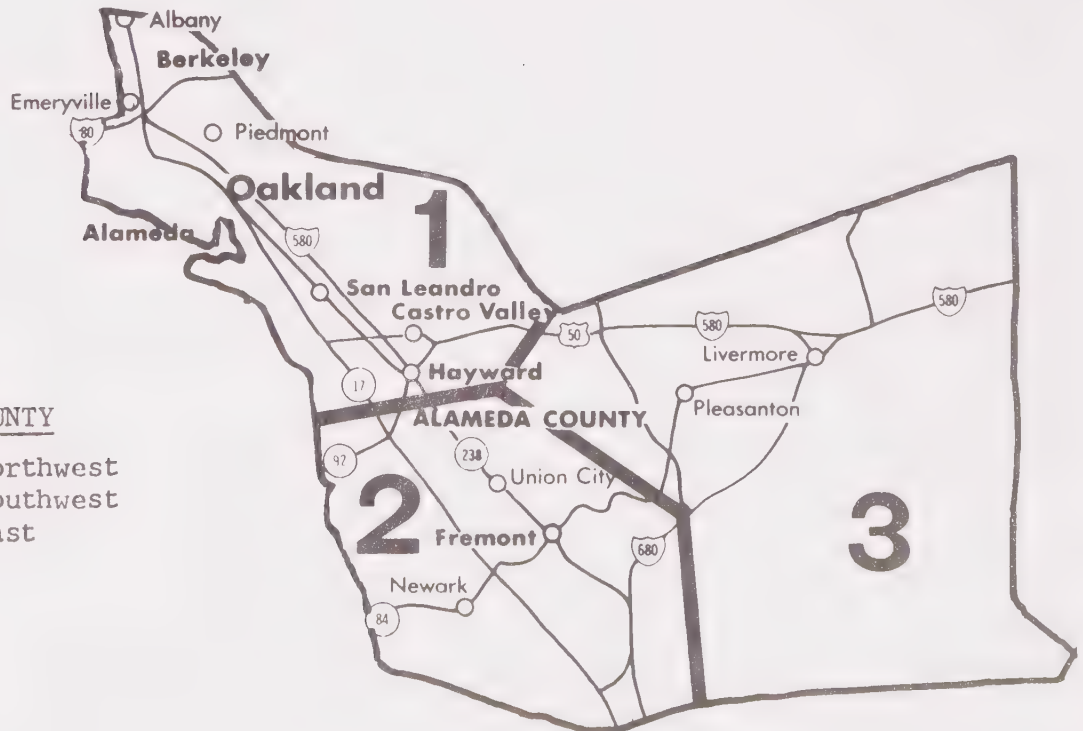 Albany
Berkeley
Emeryville
80
Piedmont
Oakland
1
Alameda
580
San Leandro
Castro Valley
50
580
580
Livermore
Hayward
17
Pleasanton
ALAMEDA COUNTY
UNTY
orthwest
outhwest
ast
92
238
Union City
2
Fremont
680
3
Newark
84